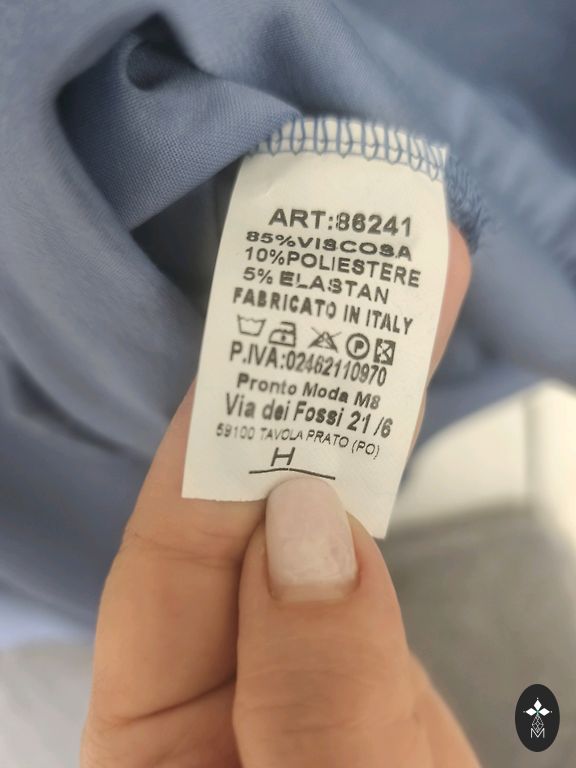 ART:86241
85%VISCOSA
10%POLIESTERE
5% ELASTAN
FABRICATO IN ITALY
P
P.IVA:02462110970
Pronto Moda M8
Via dei Fossi 21/6
59100 TAVOLA PRATO (PO)
H
M